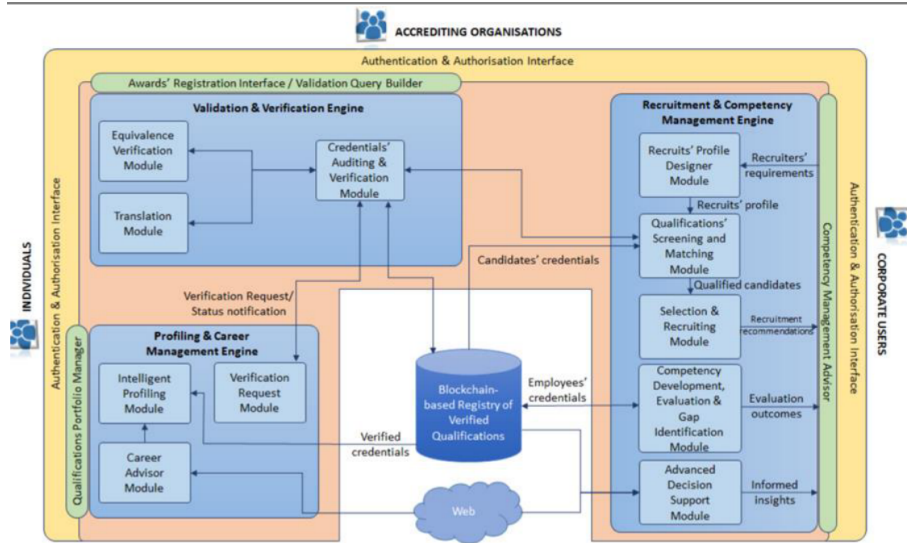 ACCREDITING ORGANISATIONS
Authentication & Authorisation Interface
Awards' Registration Interface / Validation Query Builder
Validation & Verification Engine
Equivalence
Verification
Module
Translation
Module
Credentials'
Auditing &
Verification
Module
Recruitment & Competency
Management Engine
Recruits' Profile
Designer
Module
Recruiters'
requirements
Recruits' profile
Qualifications'
Screening and
Matching
Module
Candidates' credentials
Qualified candidates
Selection &
Recruiting
Module
Recruitment
recommendations
Competency
Development,
Evaluation &
Gap
Identification
Module
Evaluation
outcomes
Advanced
Decision
Support
Module
Informed
insights
Competency Management Advisor
Authentication & Authorisation Interface
CORPORATE USERS
INDIVIDUALS
Authentication & Authorisation Interface
Qualifications Portfolio Manager
Verification Request/
Status notification
Profiling & Career
Management Engine
Intelligent
Profiling
Module
Verification
Request
Module
Career
Advisor
Module
Verified
credentials
Blockchain-
based Registry of
Verified
Qualifications
Employees'
credentials
Web